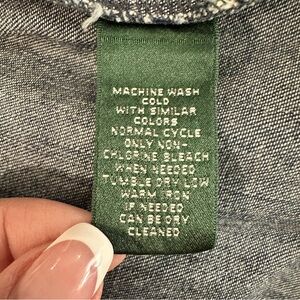 MACHINE WASH
COLD
WITH SIMILAR
COLORS
NORMAL CYCLE
ONLY NON-
CHLORINE BLEACH
WHEN NEEDED
TUMBLE DRY LOW
WARM IRON
IF NEEDED
CAN BE DRY
CLEANED